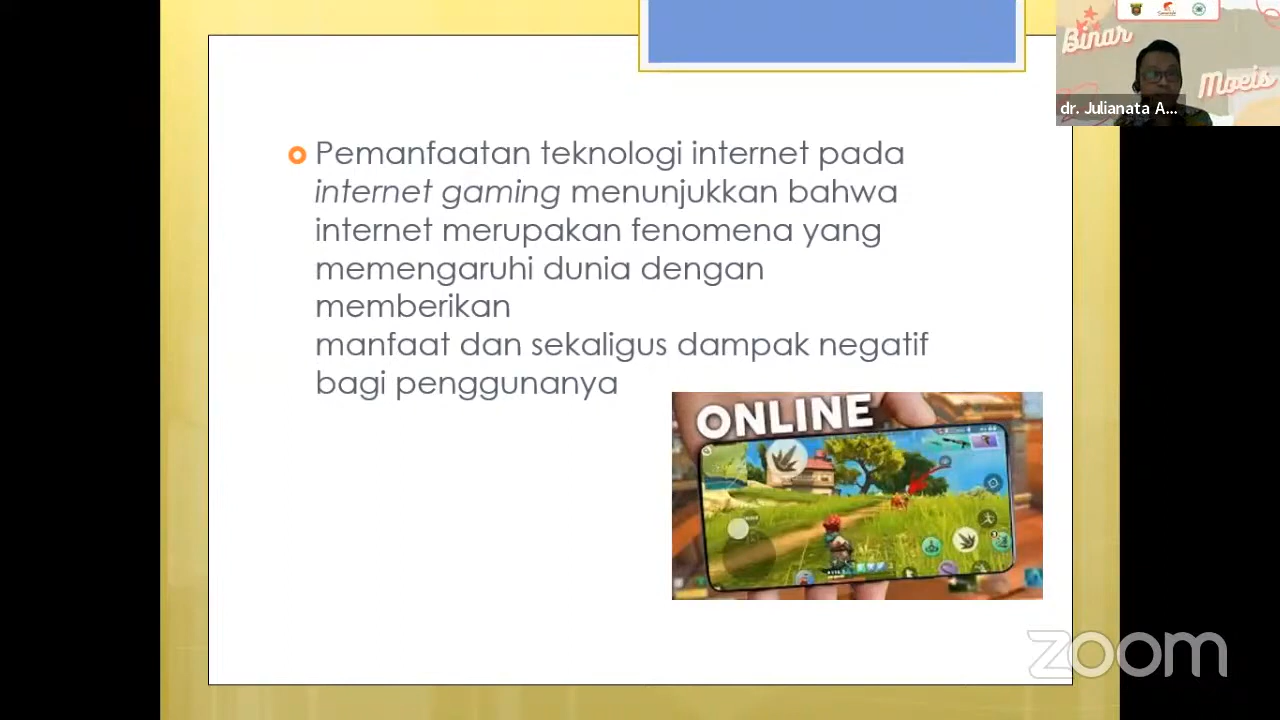 Pemanfaatan teknologi internet pada
internet gaming menunjukkan bahwa
internet merupakan fenomena yang
memengaruhi dunia dengan
memberikan
manfaat dan sekaligus dampak negatif
bagi penggunanya
ONLINE
Binar
Moeis
dr. Julianata A...
zoom